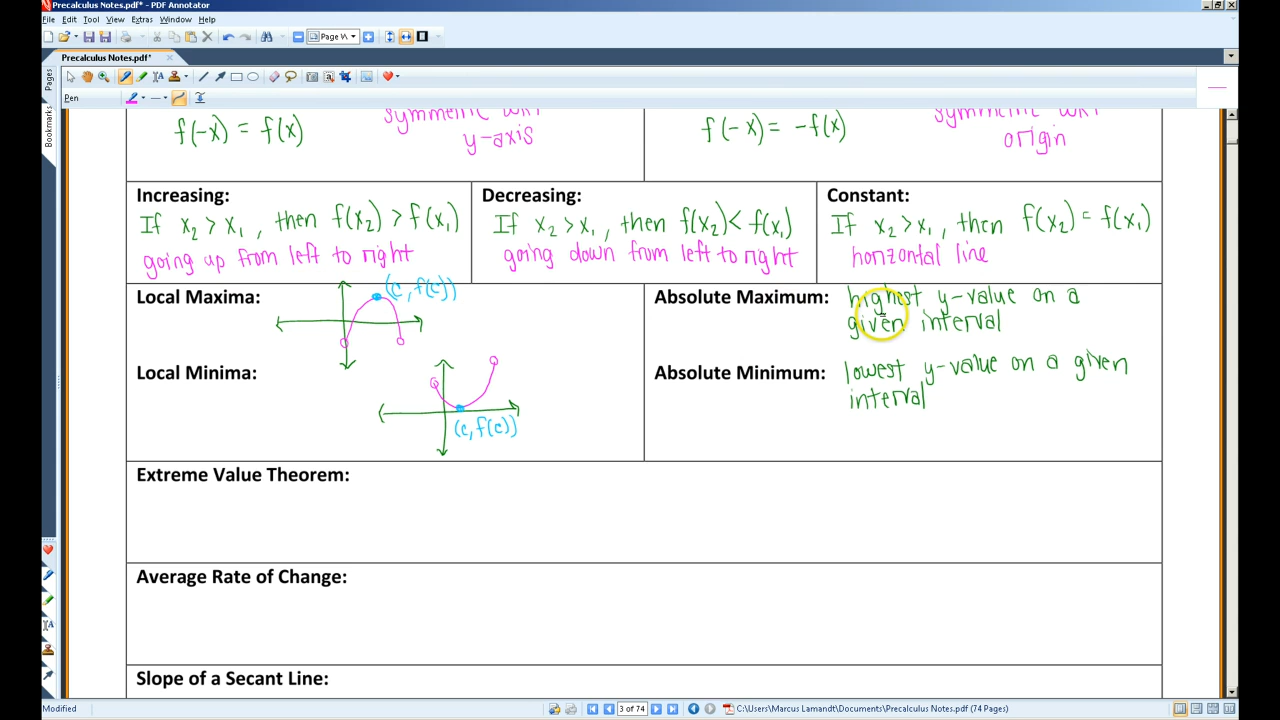 Precalculus Notes.pdf* - PDF Annotator
File Edit Tool View Extras Window Help
Page W
Precalculus Notes.pdf*
Pen
Pages
Bookmarks
symmetric wrt
y-axis
f(-x) = f(x)
symmetric wrt
origin
f(-x) = -f(x)
Increasing:
If x₂ > x₁, then f(x₂) > f(x₁)
going up from left to right
Decreasing:
If x₂ > x₁, then f(x₂) < f(x₁)
going down from left to right
Constant:
If x₂ > x₁, then f(x₂) = f(x₁)
horizontal line
Local Maxima:
(c, f(c))
Local Minima:
(c, f(c))
Absolute Maximum: highest y-value on a
given interval
Absolute Minimum: lowest y-value on a given
interval
Extreme Value Theorem:
Average Rate of Change:
Slope of a Secant Line:
Modified
3 of 74
C:\Users\Marcus Lamandt\Documents\Precalculus Notes.pdf (74 Pages)